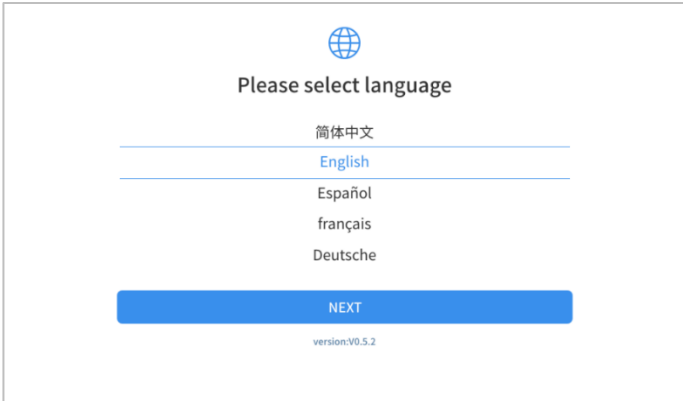 Please select language
简体中文
English
Español
français
Deutsche
NEXT
version:V0.5.2